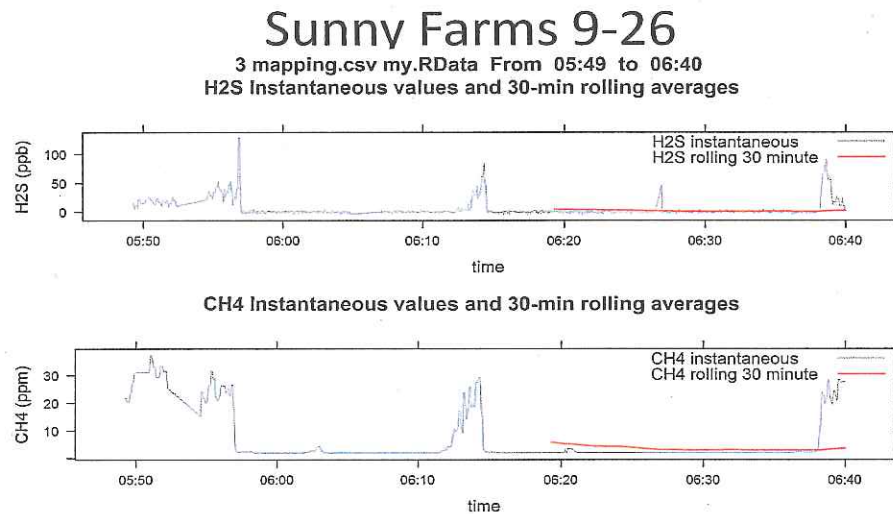 Sunny Farms 9-26
3 mapping.csv my.RData From 05:49 to 06:40
H2S Instantaneous values and 30-min rolling averages
H2S instantaneous
H2S rolling 30 minute
H2S (ppb)
100
50
0
05:50 06:00 06:10 06:20 06:30 06:40
time
CH4 Instantaneous values and 30-min rolling averages
CH4 instantaneous
CH4 rolling 30 minute
CH4 (ppm)
30
20
10
05:50 06:00 06:10 06:20 06:30 06:40
time